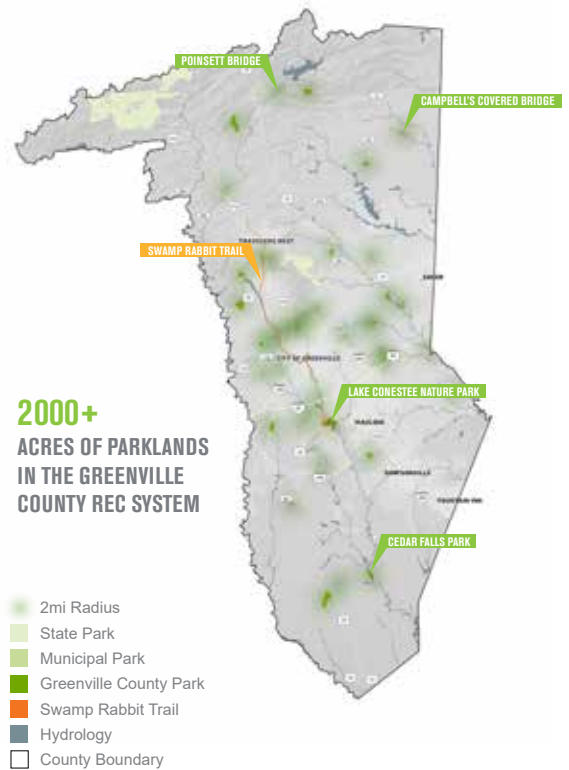 POINSETT BRIDGE
CAMPBELL'S COVERED BRIDGE
TRAVELERS REST
SWAMP RABBIT TRAIL
GREER
CITY OF GREENVILLE
LAKE CONESTEE NATURE PARK
MAULDIN
2000+
ACRES OF PARKLANDS
IN THE GREENVILLE
COUNTY REC SYSTEM
SIMPSONVILLE
FOUNTAIN INN
CEDAR FALLS PARK
2mi Radius
State Park
Municipal Park
Greenville County Park
Swamp Rabbit Trail
Hydrology
County Boundary